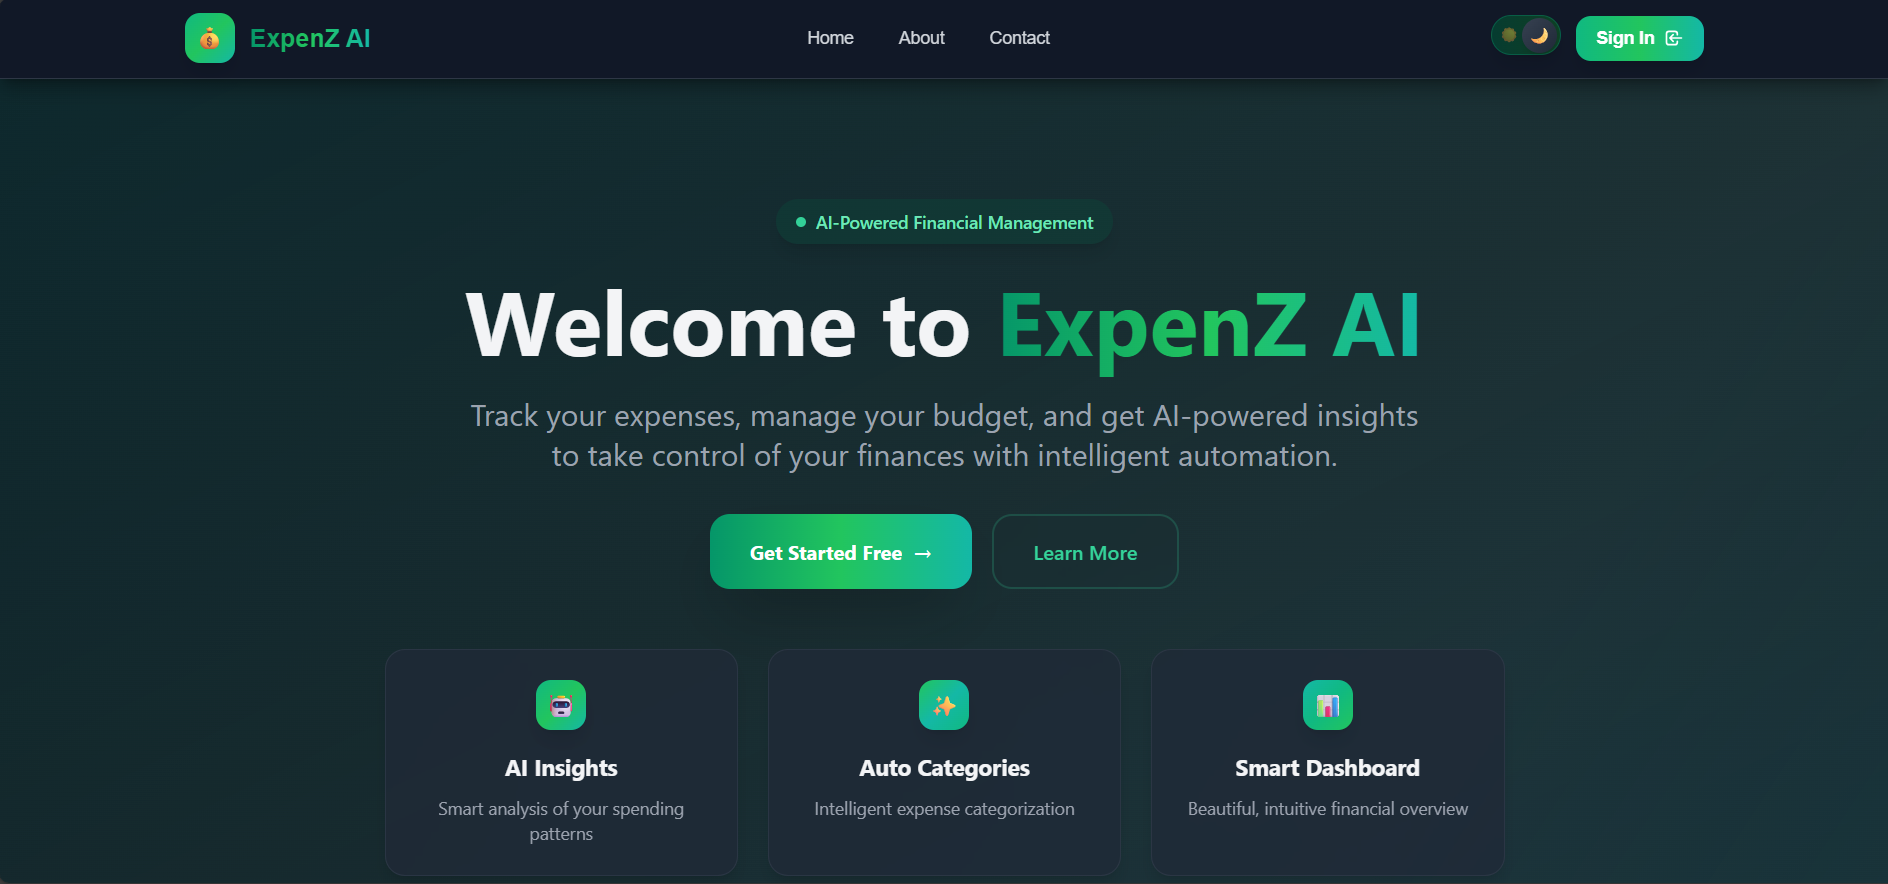 ExpenZ AI
Home
About
Contact
Sign In
AI-Powered Financial Management
Welcome to ExpenZ AI
Track your expenses, manage your budget, and get AI-powered insights
to take control of your finances with intelligent automation.
Get Started Free →
Learn More
AI Insights
Smart analysis of your spending
patterns
Auto Categories
Intelligent expense categorization
Smart Dashboard
Beautiful, intuitive financial overview